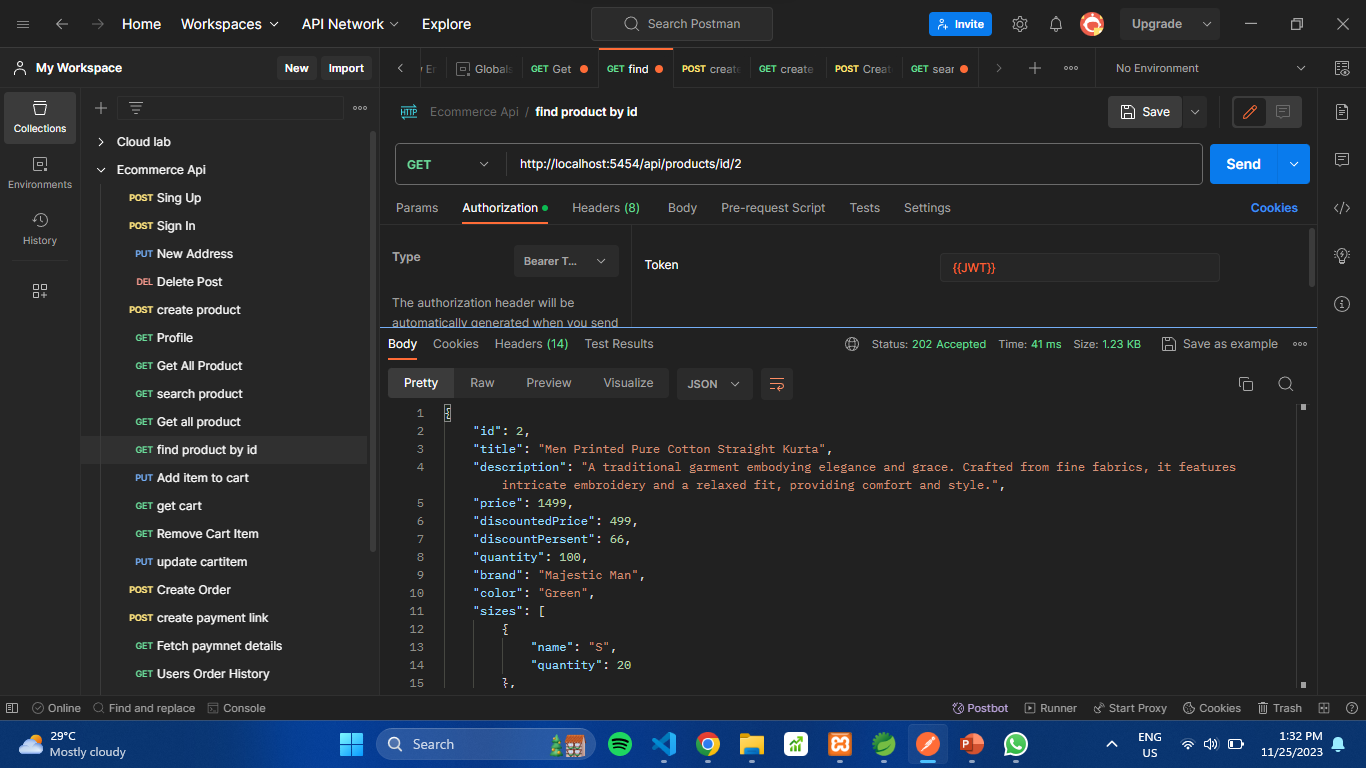 Home Workspaces API Network Explore Search Postman Invite Upgrade
My Workspace New Import Globals GET Get GET find POST create GET create POST Creat GET sear No Environment
Collections
Environments
History
Cloud lab
Ecommerce Api
POST Sing Up
POST Sign In
PUT New Address
DEL Delete Post
POST create product
GET Profile
GET Get All Product
GET search product
GET Get all product
GET find product by id
PUT Add item to cart
GET get cart
GET Remove Cart Item
PUT update cartitem
POST Create Order
POST create payment link
GET Fetch paymnet details
GET Users Order History
HTTP Ecommerce Api / find product by id Save
GET http://localhost:5454/api/products/id/2 Send
Params Authorization Headers (8) Body Pre-request Script Tests Settings Cookies
Type Bearer T... Token {{JWT}}
The authorization header will be
automatically generated when you send
Body Cookies Headers (14) Test Results Status: 202 Accepted Time: 41 ms Size: 1.23 KB Save as example
Pretty Raw Preview Visualize JSON
1 {
2 "id": 2,
3 "title": "Men Printed Pure Cotton Straight Kurta",
4 "description": "A traditional garment embodying elegance and grace. Crafted from fine fabrics, it features
intricate embroidery and a relaxed fit, providing comfort and style.",
5 "price": 1499,
6 "discountedPrice": 499,
7 "discountPersent": 66,
8 "quantity": 100,
9 "brand": "Majestic Man",
10 "color": "Green",
11 "sizes": [
12 {
13 "name": "S",
14 "quantity": 20
15 },
Online Find and replace Console Postbot Runner Start Proxy Cookies Trash
29°C
Mostly cloudy
Search
ENG
US
1:32 PM
11/25/2023